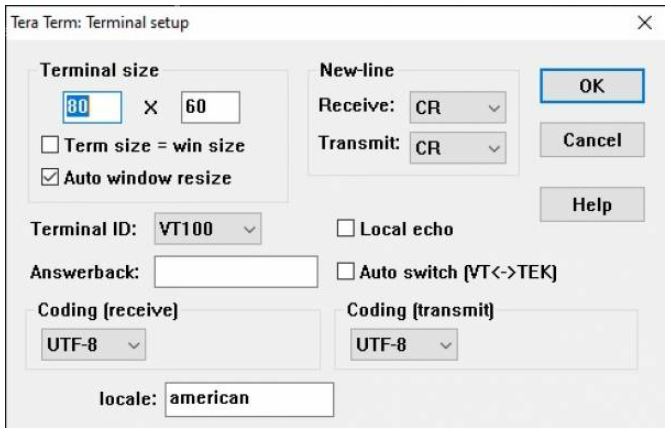 Tera Term: Terminal setup
Terminal size
80 X 60
Term size = win size
Auto window resize
New-line
Receive: CR
Transmit: CR
OK
Cancel
Help
Terminal ID: VT100
Local echo
Answerback:
Auto switch (VT<->TEK)
Coding (receive)
UTF-8
Coding (transmit)
UTF-8
locale: american